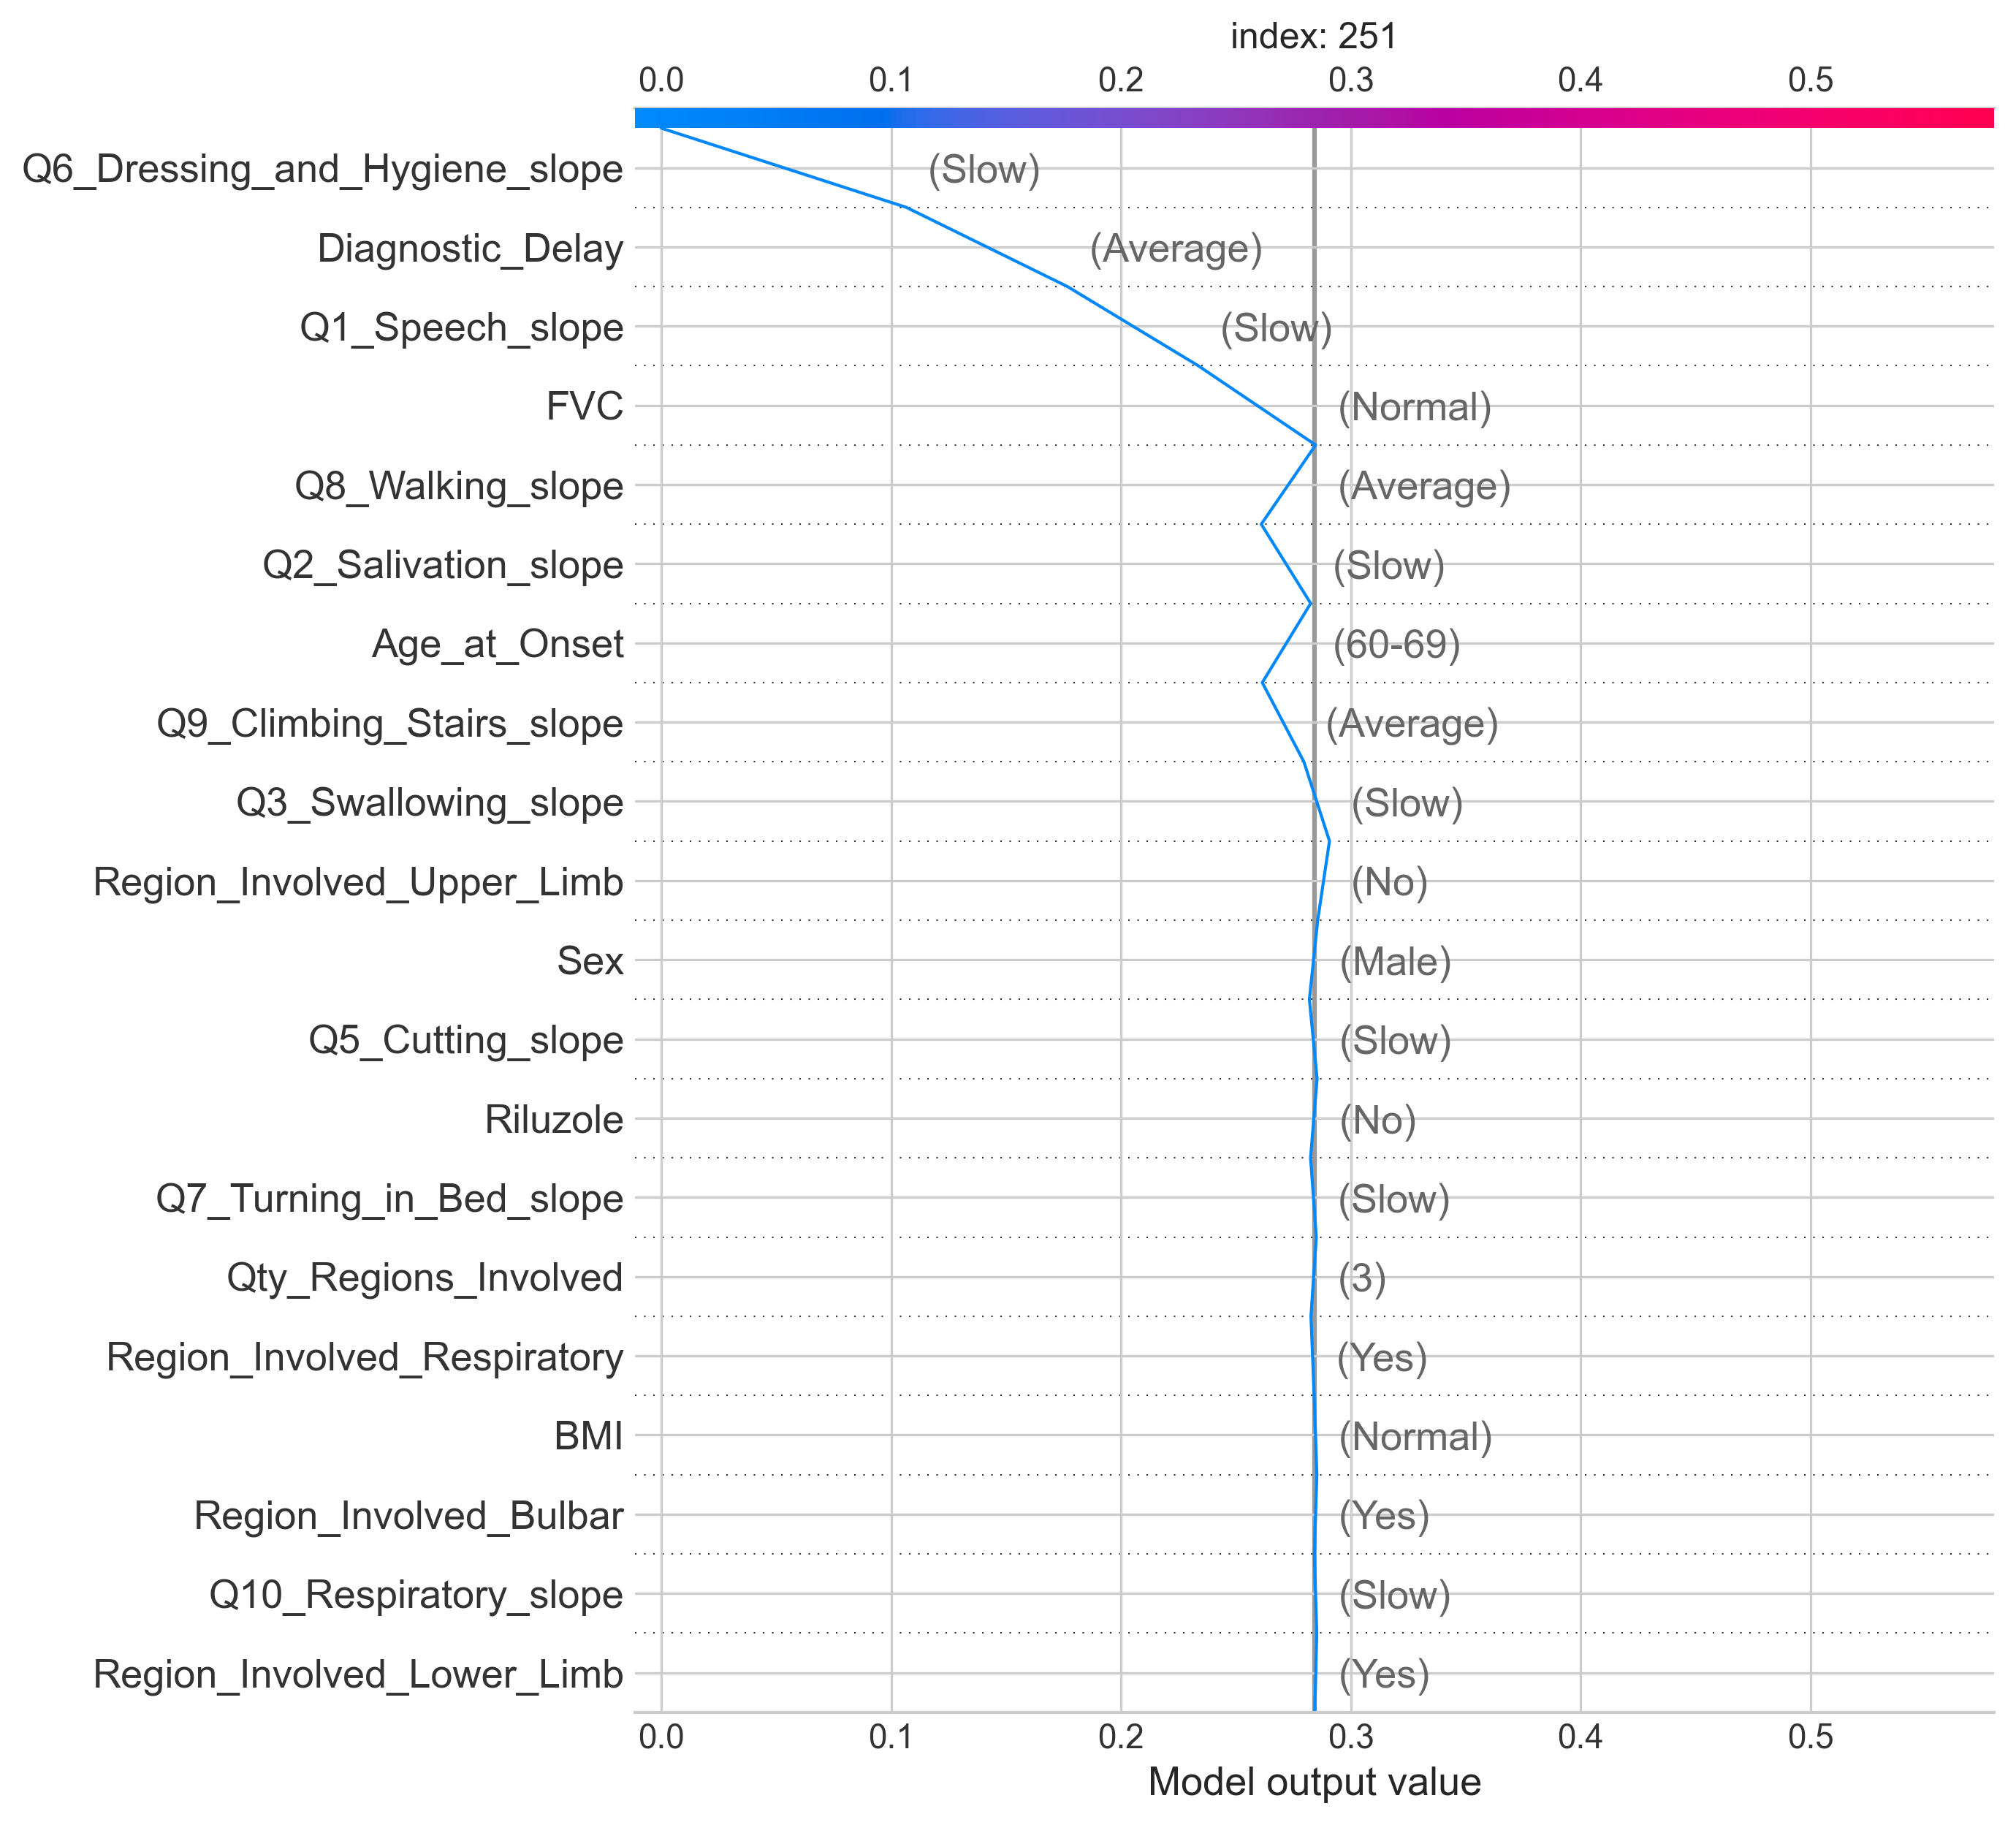 index: 251
0.0 0.1 0.2 0.3 0.4 0.5
Q6_Dressing_and_Hygiene_slope (Slow)
Diagnostic_Delay (Average)
Q1_Speech_slope (Slow)
FVC (Normal)
Q8_Walking_slope (Average)
Q2_Salivation_slope (Slow)
Age_at_Onset (60-69)
Q9_Climbing_Stairs_slope (Average)
Q3_Swallowing_slope (Slow)
Region_Involved_Upper_Limb (No)
Sex (Male)
Q5_Cutting_slope (Slow)
Riluzole (No)
Q7_Turning_in_Bed_slope (Slow)
Qty_Regions_Involved (3)
Region_Involved_Respiratory (Yes)
BMI (Normal)
Region_Involved_Bulbar (Yes)
Q10_Respiratory_slope (Slow)
Region_Involved_Lower_Limb (Yes)
0.0 0.1 0.2 0.3 0.4 0.5
Model output value